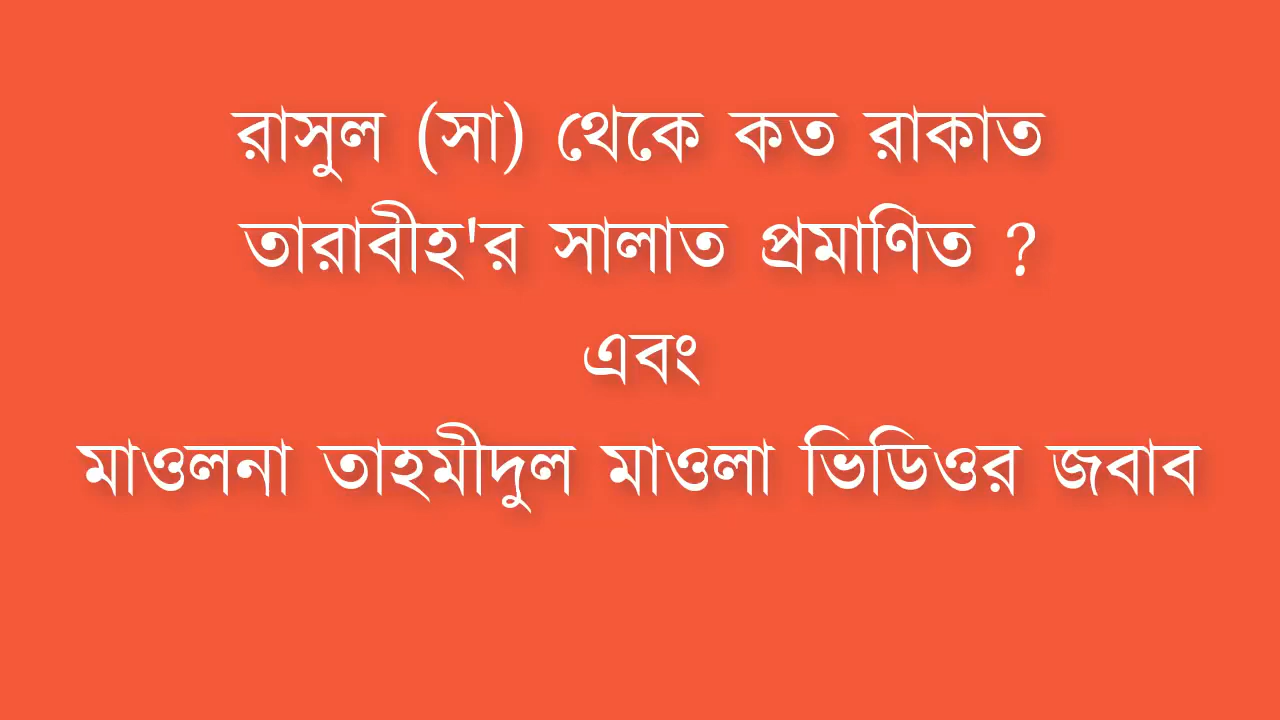 রাসুল (সা) থেকে কত রাকাত
তারাবীহ'র সালাত প্রমাণিত ?
এবং
মাওলনা তাহমীদুল মাওলা ভিডিওর জবাব